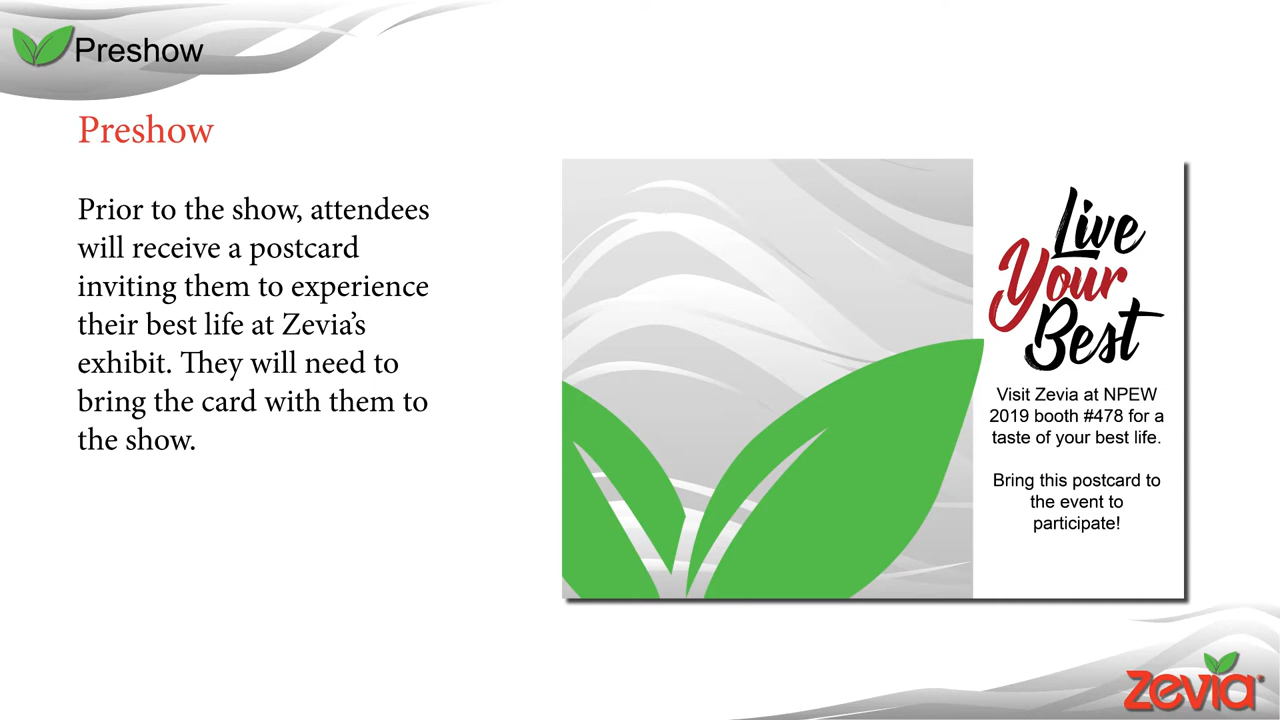 Preshow
Preshow
Prior to the show, attendees
will receive a postcard
inviting them to experience
their best life at Zevia’s
exhibit. They will need to
bring the card with them to
the show.
Live
Your
Best
Visit Zevia at NPEW
2019 booth #478 for a
taste of your best life.
Bring this postcard to
the event to
participate!
zevia